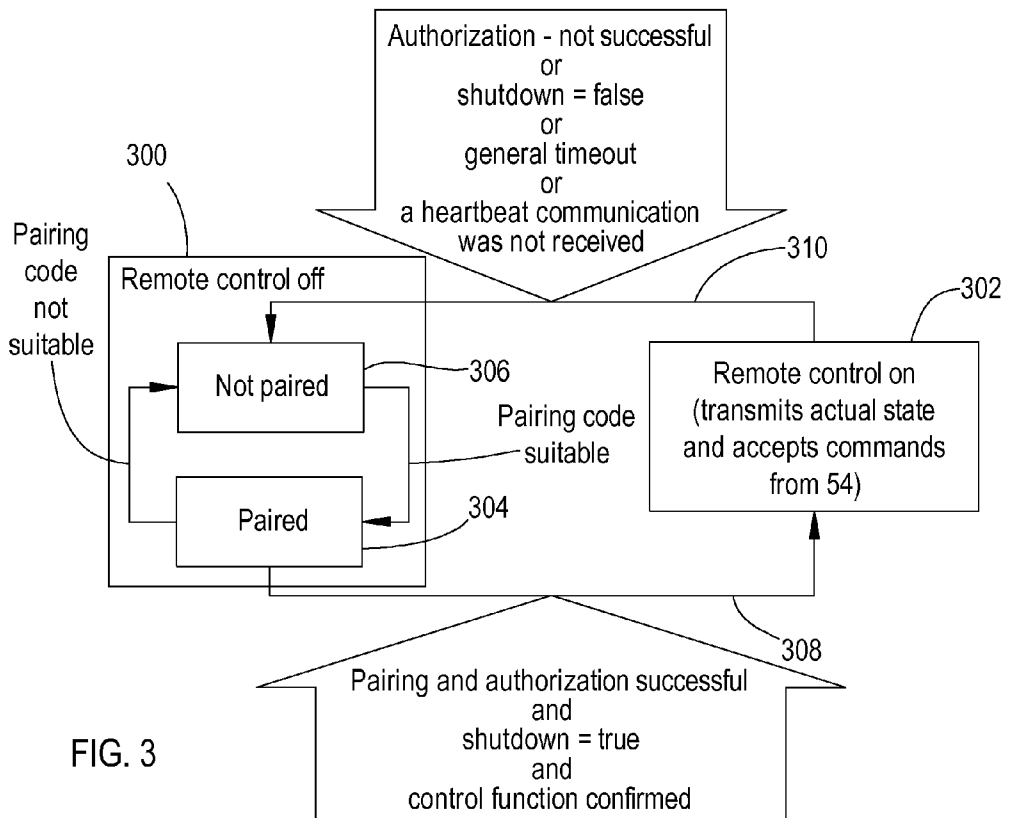 Authorization - not successful
or
shutdown = false
or
general timeout
or
a heartbeat communication
was not received
300
310
302
Pairing
code
not
suitable
Remote control off
Not paired
306
Pairing code
suitable
Paired
304
Remote control on
(transmits actual state
and accepts commands
from 54)
308
Pairing and authorization successful
and
shutdown = true
and
control function confirmed
FIG. 3